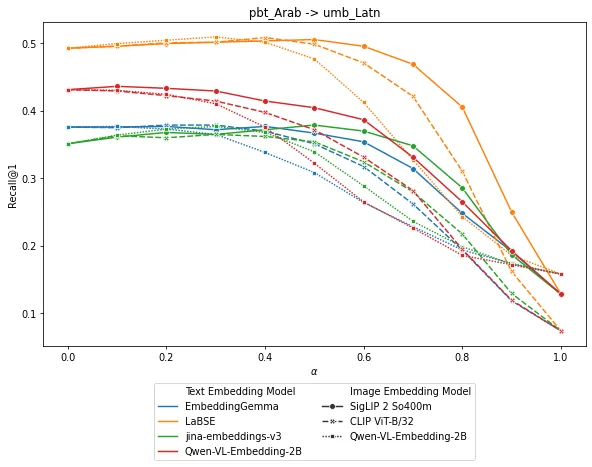 pbt_Arab -> umb_Latn
Recall@1
0.5
0.4
0.3
0.2
0.1
0.0 0.2 0.4 0.6 0.8 1.0
α
Text Embedding Model Image Embedding Model
EmbeddingGemma SigLIP 2 So400m
LaBSE CLIP ViT-B/32
jina-embeddings-v3 Qwen-VL-Embedding-2B
Qwen-VL-Embedding-2B